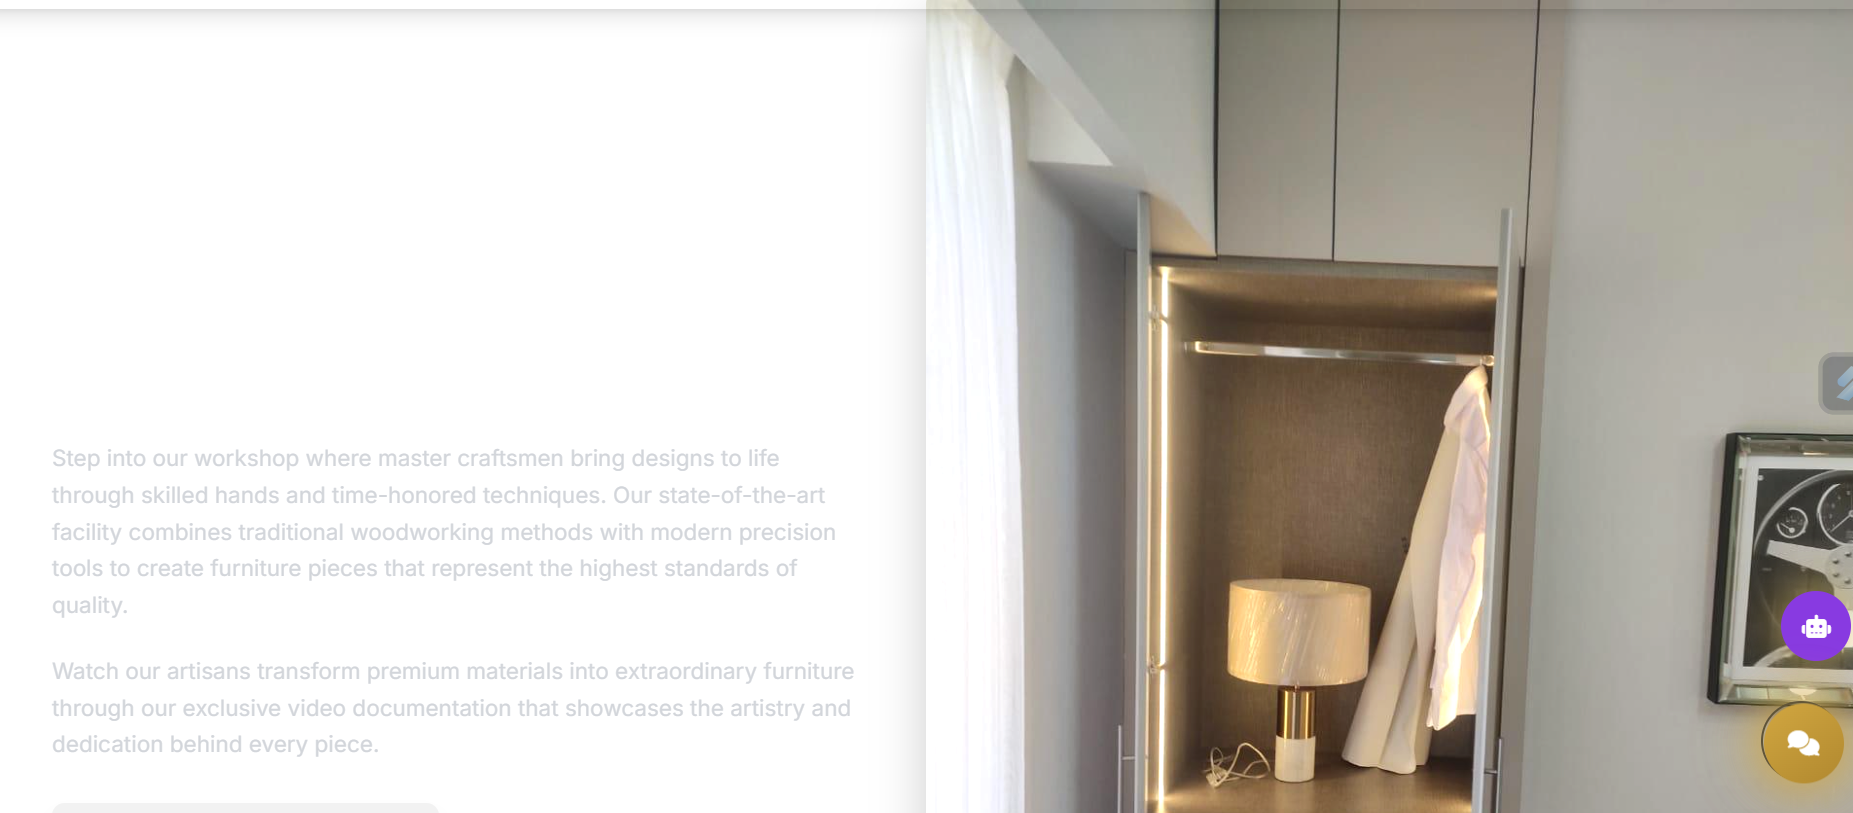 Step into our workshop where master craftsmen bring designs to life
through skilled hands and time-honored techniques. Our state-of-the-art
facility combines traditional woodworking methods with modern precision
tools to create furniture pieces that represent the highest standards of
quality.
Watch our artisans transform premium materials into extraordinary furniture
through our exclusive video documentation that showcases the artistry and
dedication behind every piece.